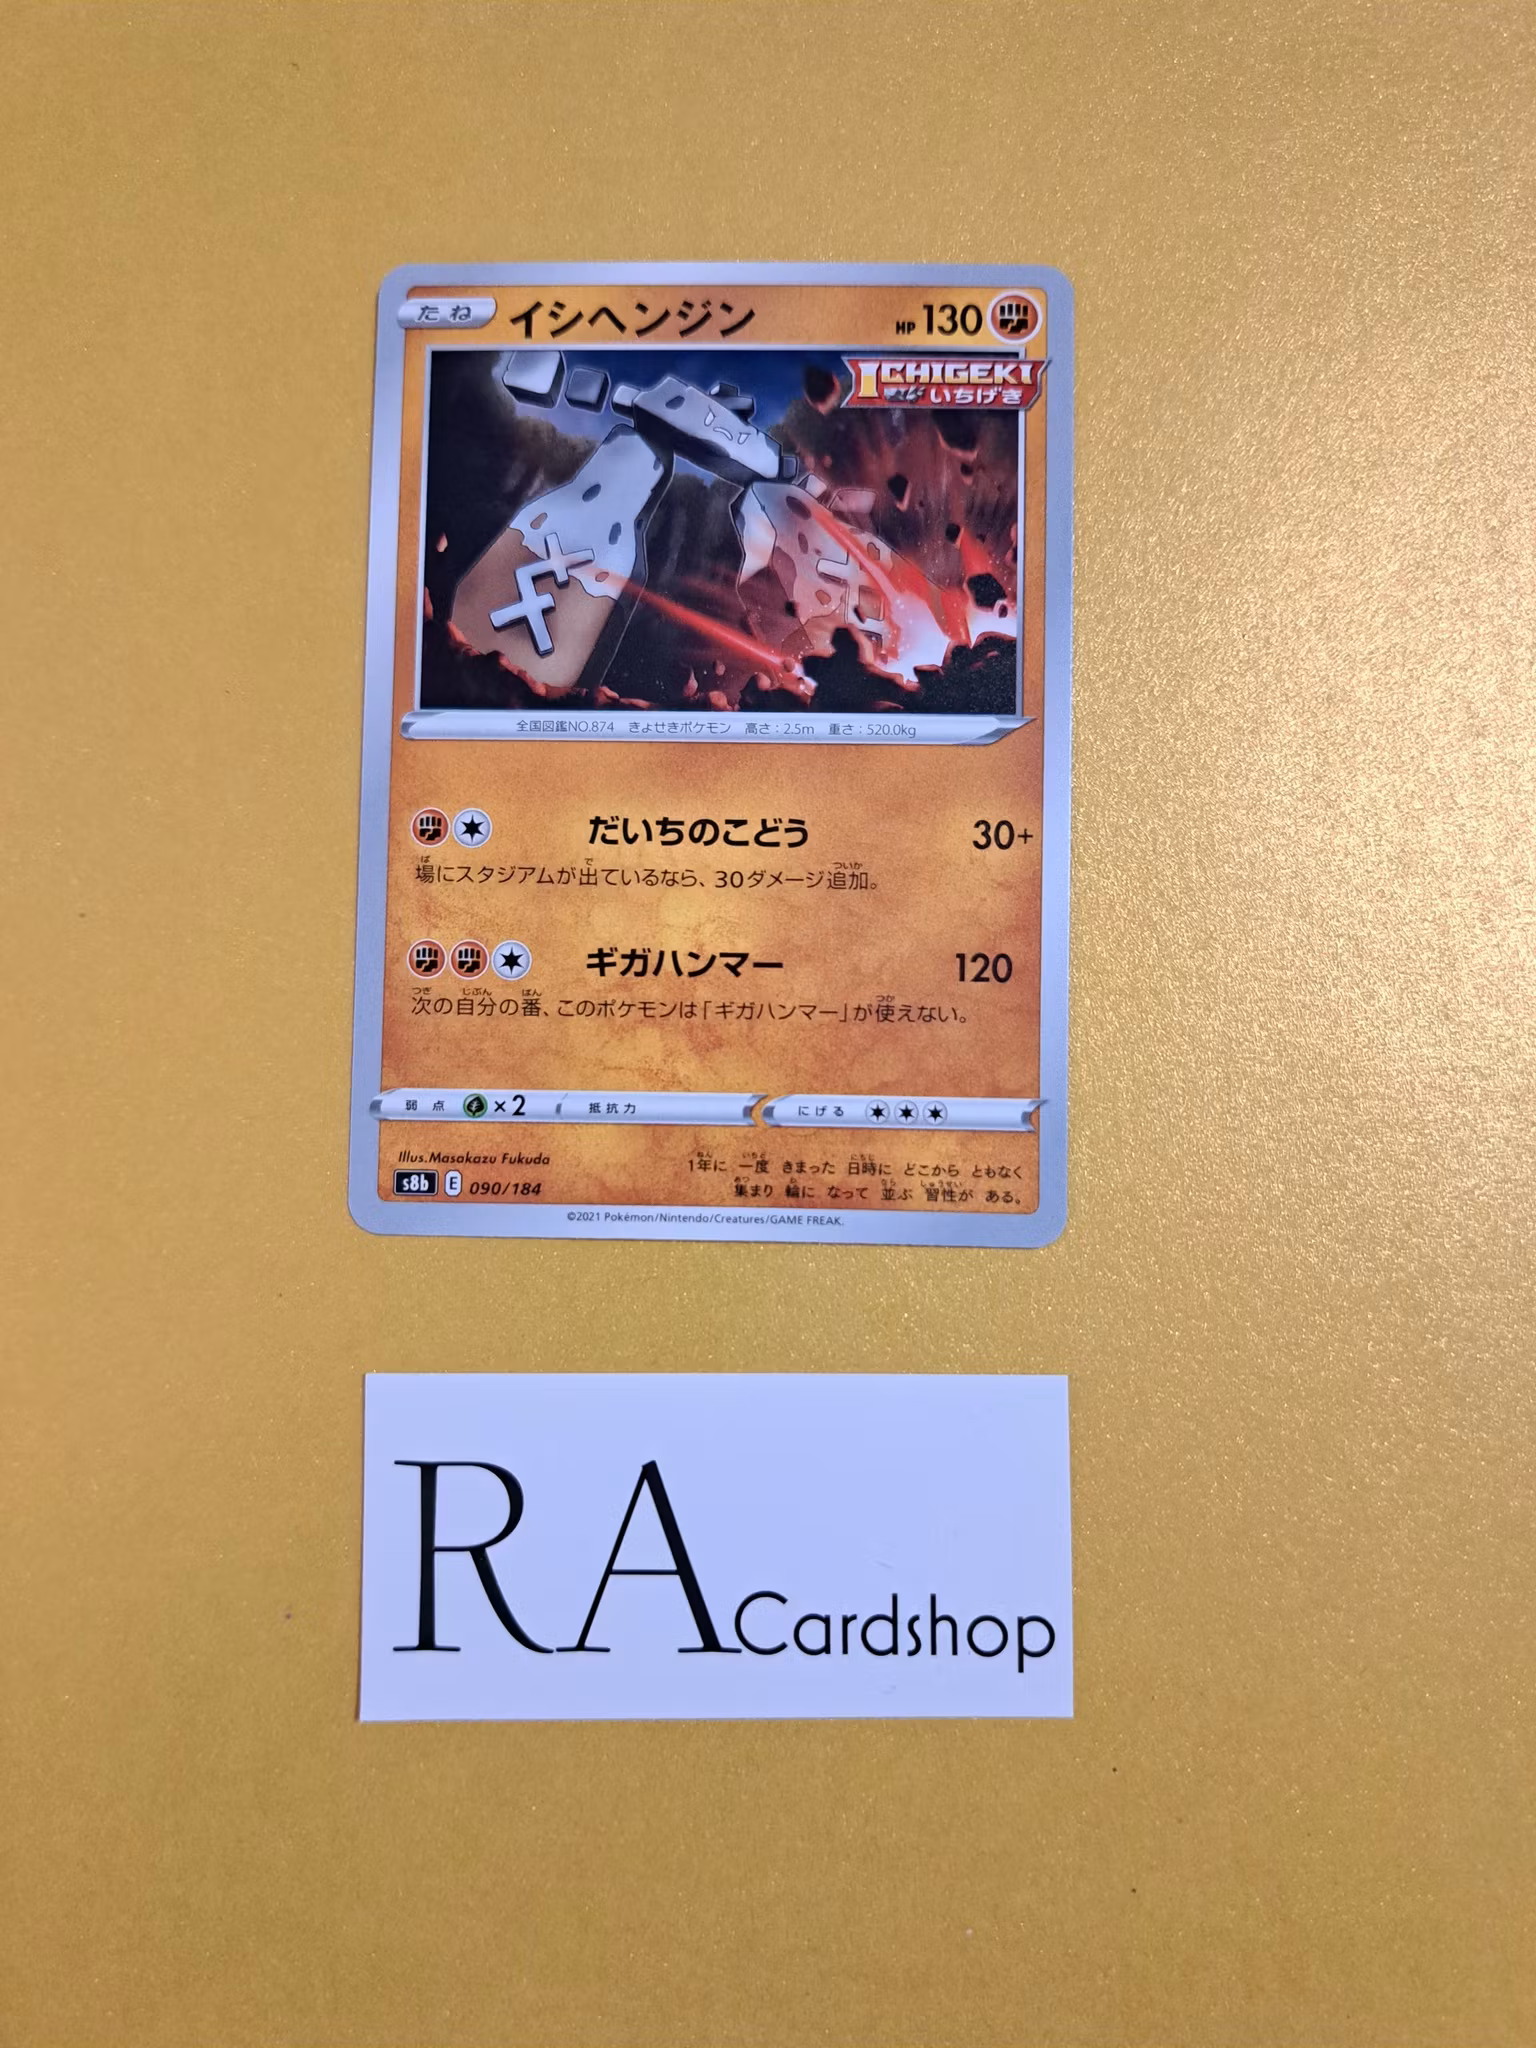 たね イシヘンジン HP 130
ICHIGEKI
いちげき
全国図鑑NO.874 きょせきポケモン 高さ：2.5m 重さ：520.0kg
だいちのこどう 30+
場にスタジアムが出ているなら、30ダメージ追加。
ギガハンマー 120
次の自分の番、このポケモンは「ギガハンマー」が使えない。
弱点 ×2 抵抗力 にげる
Illus.Masakazu Fukuda
s8b E 090/184
1年に 一度 きまった 日時に どこから ともなく
集まり 輪に なって 並ぶ 習性が ある。
©2021 Pokémon/Nintendo/Creatures/GAME FREAK.
RA Cardshop